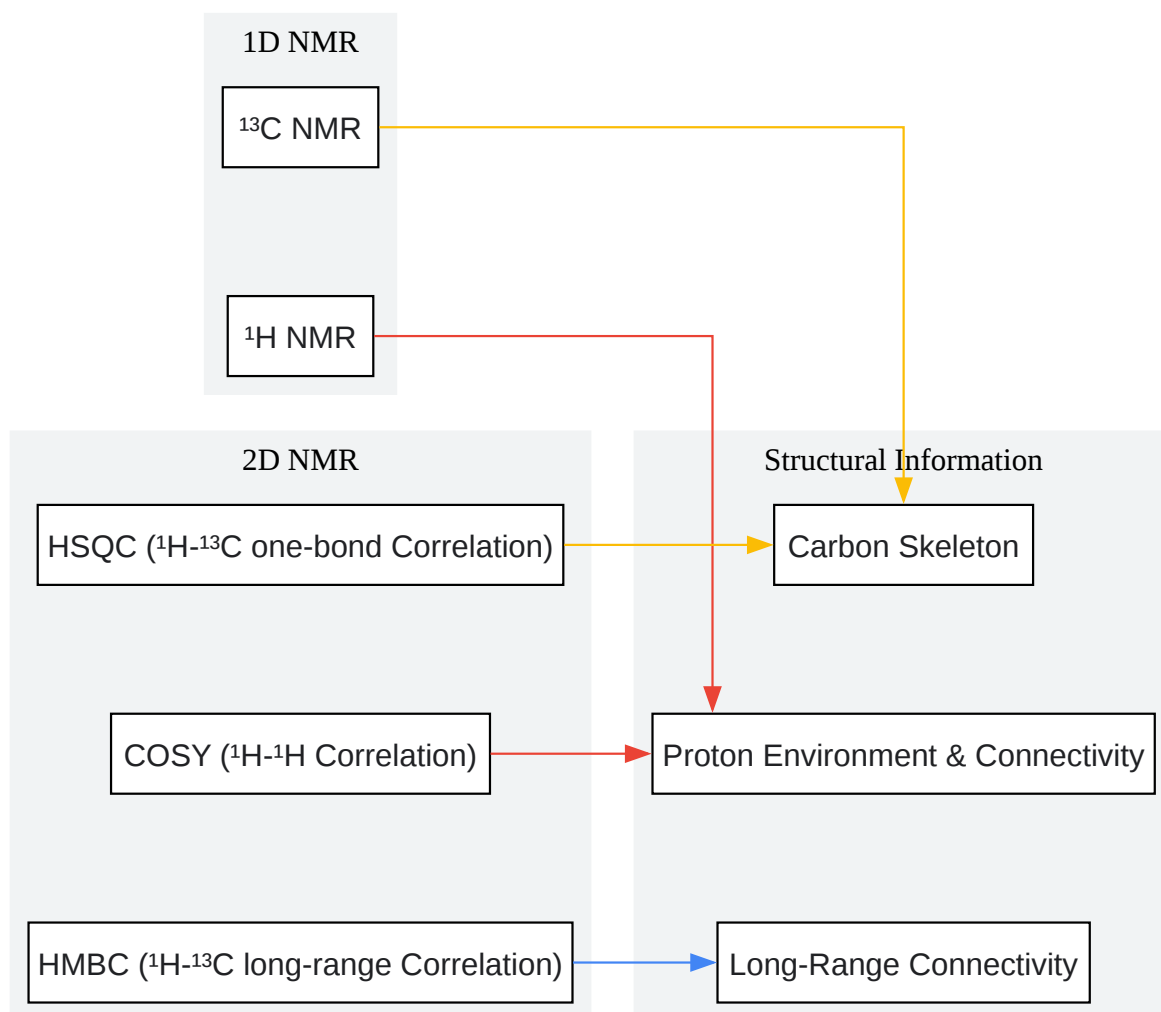 1D NMR
¹³C NMR
¹H NMR
2D NMR
HSQC (¹H-¹³C one-bond Correlation)
COSY (¹H-¹H Correlation)
HMBC (¹H-¹³C long-range Correlation)
Structural Information
Carbon Skeleton
Proton Environment & Connectivity
Long-Range Connectivity